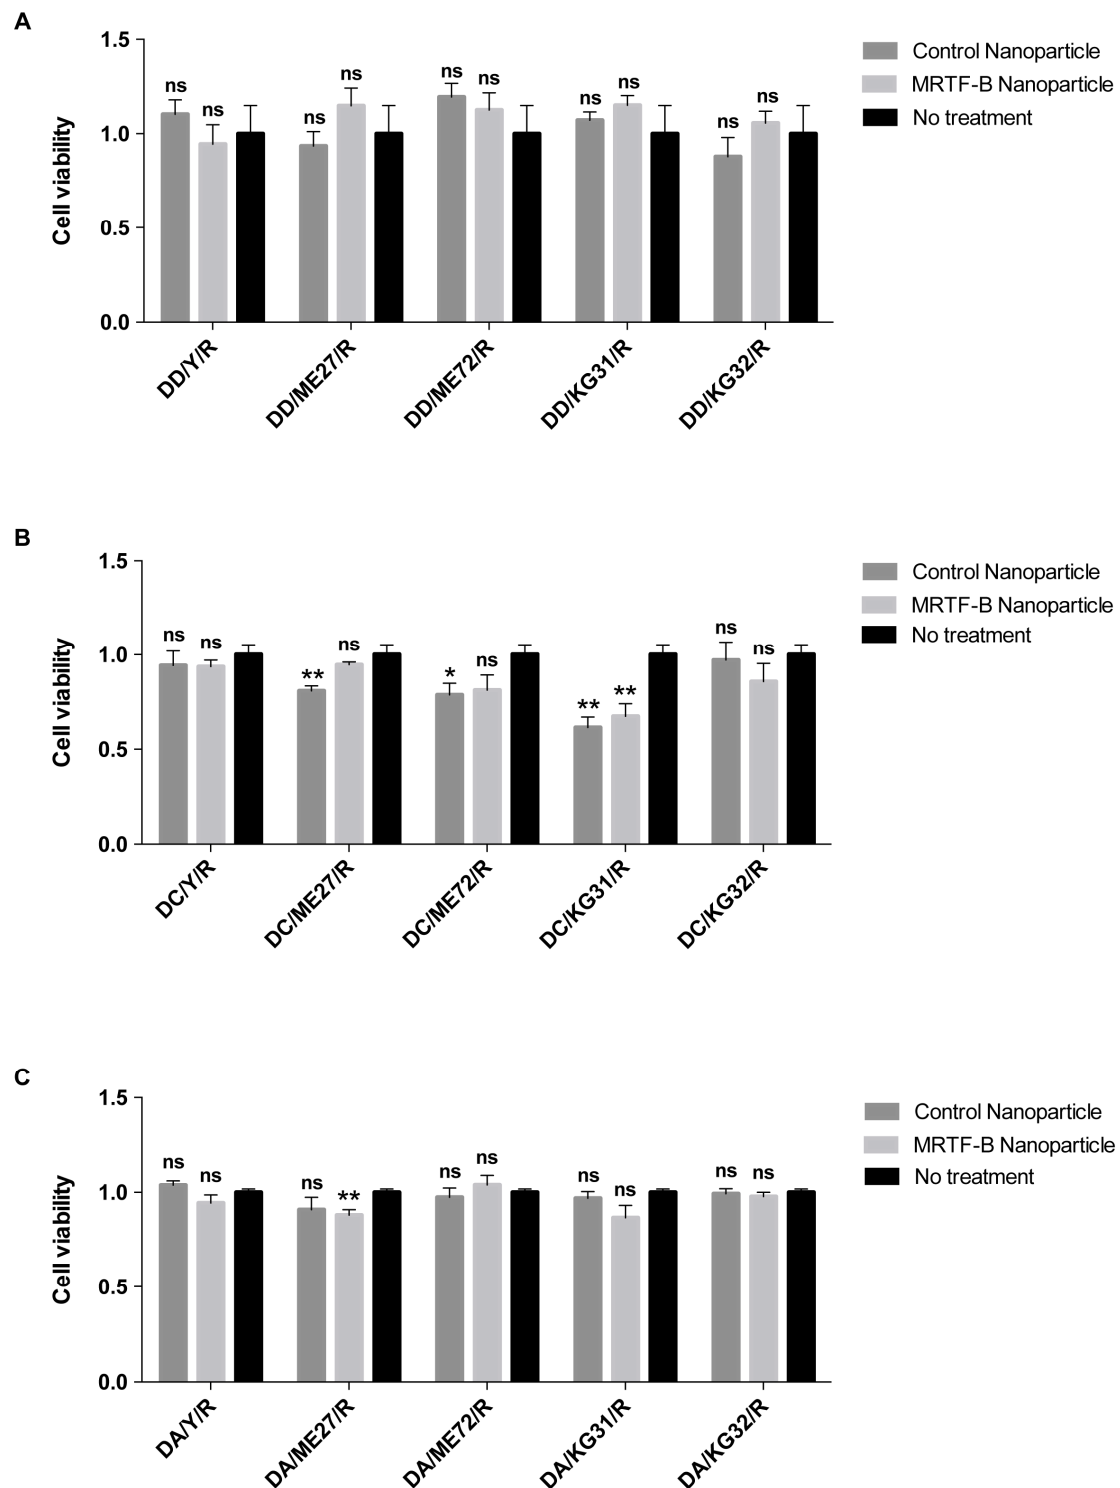 A
Cell viability
1.5
1.0
0.5
0.0
ns
ns
ns
ns
ns
ns
ns
ns
ns
ns
DD/Y/R
DD/ME27/R
DD/ME72/R
DD/KG31/R
DD/KG32/R
Control Nanoparticle
MRTF-B Nanoparticle
No treatment
B
Cell viability
1.5
1.0
0.5
0.0
ns
ns
**
ns
*
ns
**
**
ns
ns
DC/Y/R
DC/ME27/R
DC/ME72/R
DC/KG31/R
DC/KG32/R
Control Nanoparticle
MRTF-B Nanoparticle
No treatment
C
Cell viability
1.5
1.0
0.5
0.0
ns
ns
ns
**
ns
ns
ns
ns
ns
ns
DA/Y/R
DA/ME27/R
DA/ME72/R
DA/KG31/R
DA/KG32/R
Control Nanoparticle
MRTF-B Nanoparticle
No treatment